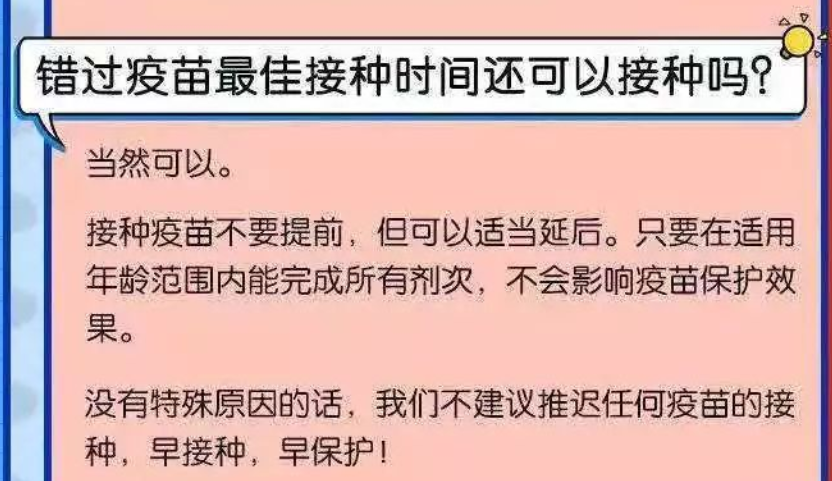 错过疫苗最佳接种时间还可以接种吗？
当然可以。
接种疫苗不要提前，但可以适当延后。只要在适用
年龄范围内能完成所有剂次，不会影响疫苗保护效
果。
没有特殊原因的话，我们不建议推迟任何疫苗的接
种，早接种，早保护！